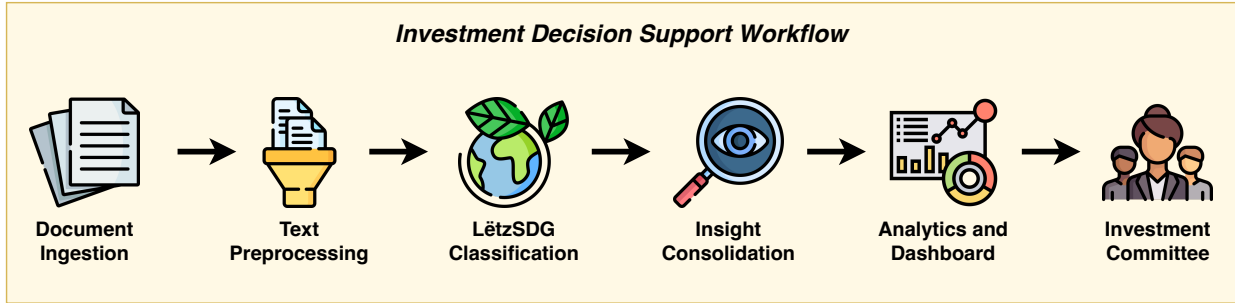 Investment Decision Support Workflow
Document
Ingestion
Text
Preprocessing
LëtzSDG
Classification
Insight
Consolidation
Analytics and
Dashboard
Investment
Committee